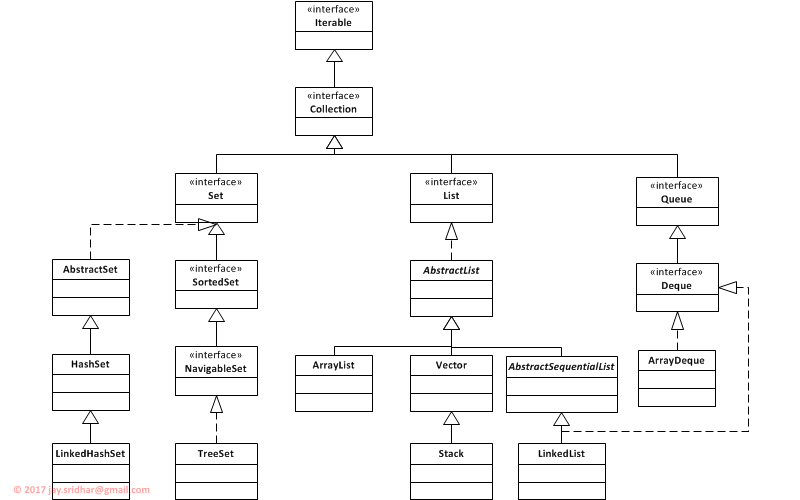 «interface»
Iterable
«interface»
Collection
«interface»
Set
«interface»
List
«interface»
Queue
AbstractSet
«interface»
SortedSet
AbstractList
«interface»
Deque
HashSet
«interface»
NavigableSet
ArrayList
Vector
AbstractSequentialList
ArrayDeque
LinkedHashSet
TreeSet
Stack
LinkedList
© 2017 jay.sridhar@gmail.com